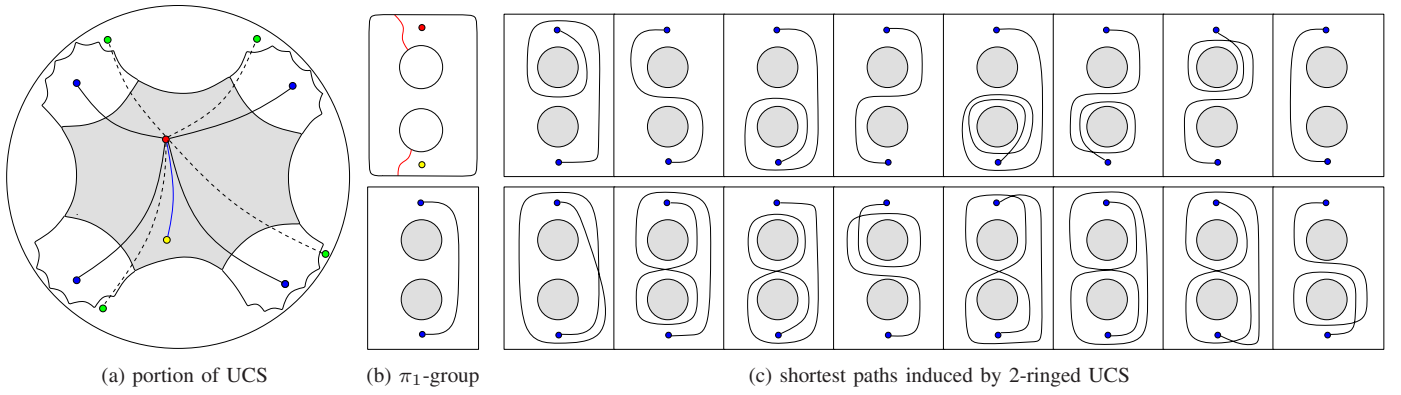 (a) portion of UCS
(b) π₁-group
(c) shortest paths induced by 2-ringed UCS